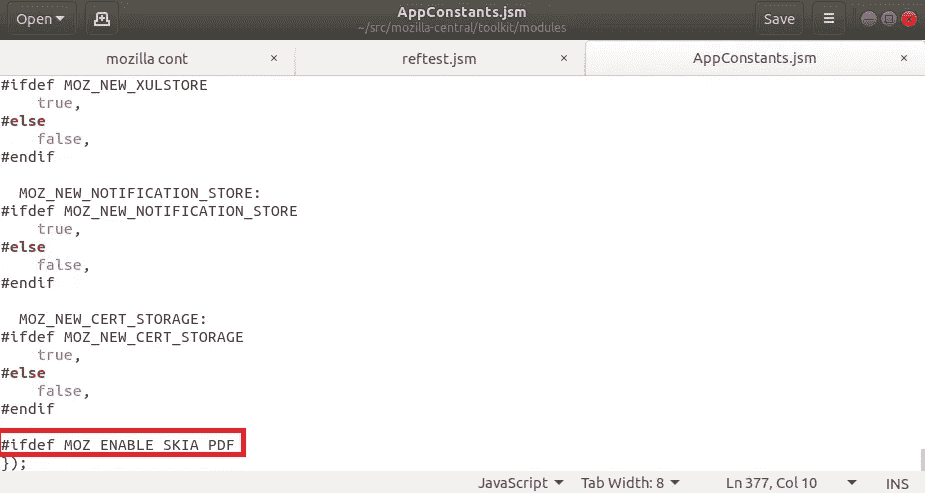 Open
AppConstants.jsm
~/src/mozilla-central/toolkit/modules
Save
mozilla cont ×
reftest.jsm ×
AppConstants.jsm ×
#ifdef MOZ_NEW_XULSTORE
    true,
#else
    false,
#endif

  MOZ_NEW_NOTIFICATION_STORE:
#ifdef MOZ_NEW_NOTIFICATION_STORE
    true,
#else
    false,
#endif

  MOZ_NEW_CERT_STORAGE:
#ifdef MOZ_NEW_CERT_STORAGE
    true,
#else
    false,
#endif

#ifdef MOZ_ENABLE_SKIA_PDF
});
JavaScript Tab Width: 8 Ln 377, Col 10 INS